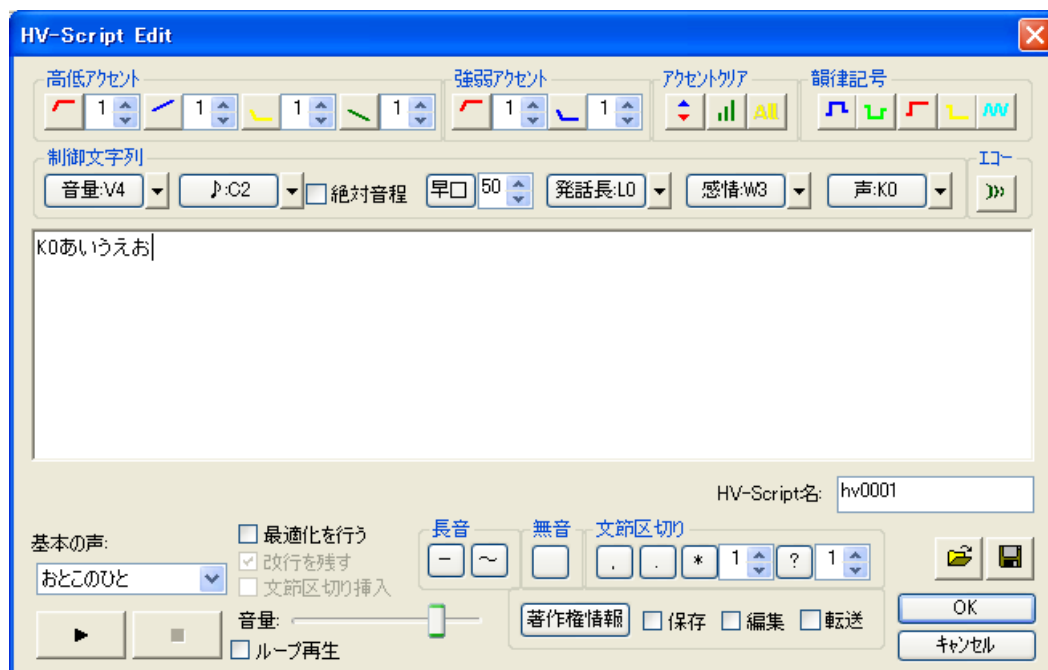 HV-Script Edit
高低アクセント 強弱アクセント アクセントクリア 韻律記号
1 1 1 1 1 1 All
制御文字列 エコー
音量:V4 ♪:C2 絶対音程 早口 50 発話長:L0 感情:W3 声:K0
K0あいうえお
HV-Script名: hv0001
基本の声: 最適化を行う 長音 無音 文節区切り
改行を残す
ー ～ , . * 1 ? 1
おとこのひと 文節区切り挿入
音量: 著作権情報 保存 編集 転送 OK
ループ再生 キャンセル